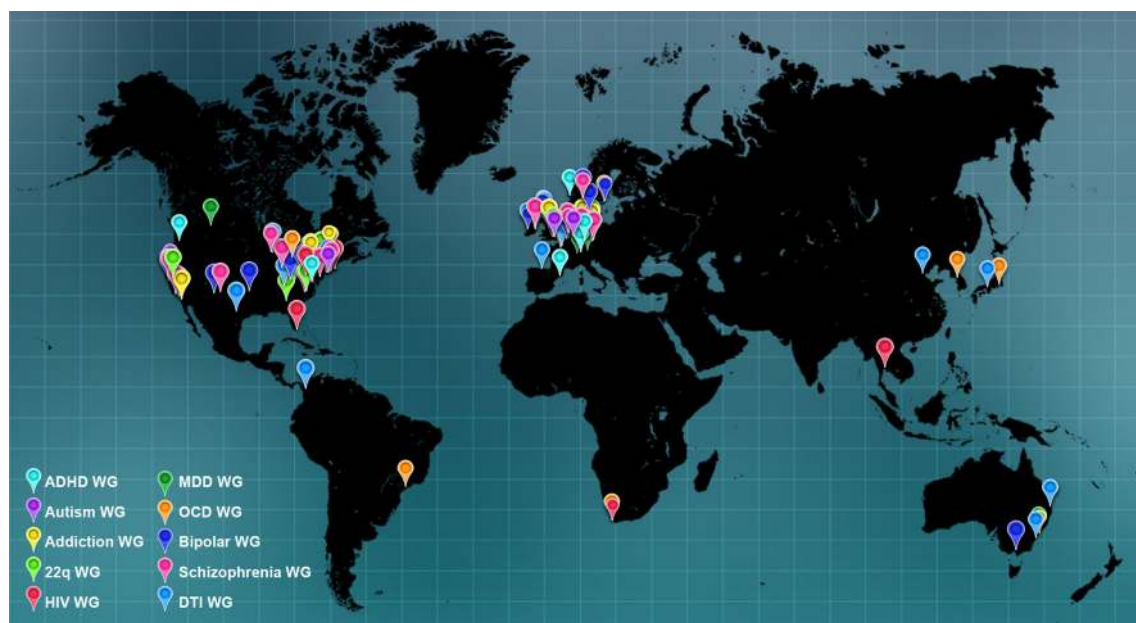 ADHD WG
Autism WG
Addiction WG
22q WG
HIV WG
MDD WG
OCD WG
Bipolar WG
Schizophrenia WG
DTI WG